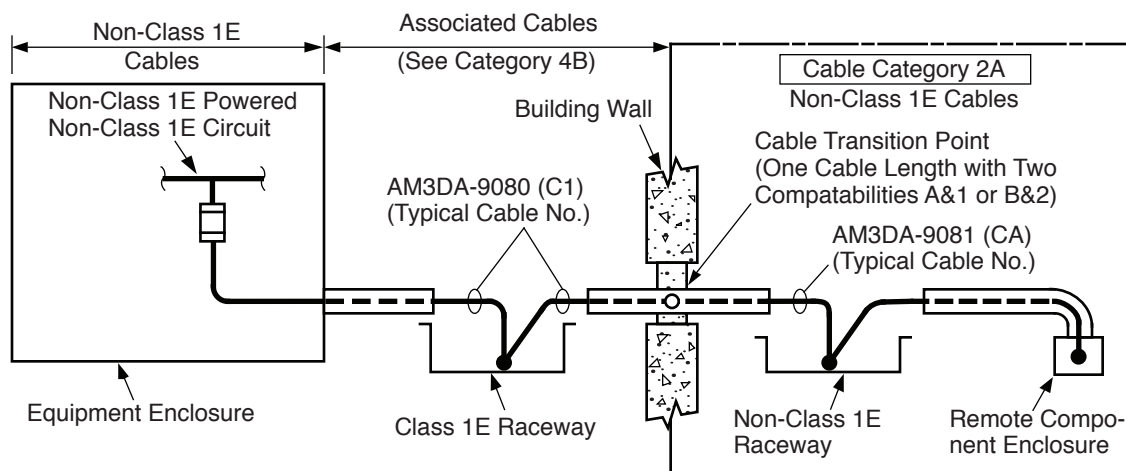 Non-Class 1E
Cables
Associated Cables
(See Category 4B)
Cable Category 2A
Non-Class 1E Cables
Non-Class 1E Powered
Non-Class 1E Circuit
Building Wall
Cable Transition Point
(One Cable Length with Two
Compatabilities A&1 or B&2)
AM3DA-9080 (C1)
(Typical Cable No.)
AM3DA-9081 (CA)
(Typical Cable No.)
Equipment Enclosure
Class 1E Raceway
Non-Class 1E
Raceway
Remote Compo-
nent Enclosure